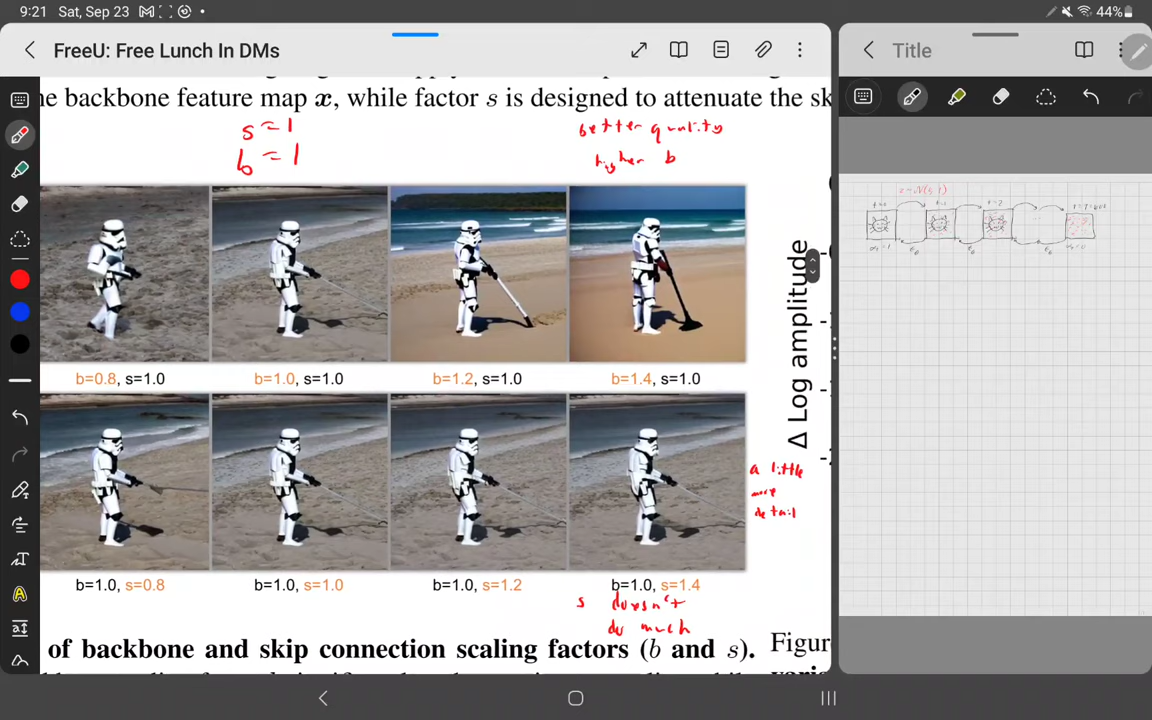 9:21 Sat, Sep 23
44%
FreeU: Free Lunch In DMs
Title
he backbone feature map x, while factor s is designed to attenuate the sk
s = 1
b = 1
better quality
higher b
b=0.8, s=1.0
b=1.0, s=1.0
b=1.2, s=1.0
b=1.4, s=1.0
Δ Log amplitude
a little
more
detail
b=1.0, s=0.8
b=1.0, s=1.0
b=1.0, s=1.2
b=1.0, s=1.4
s doesn't
do much
of backbone and skip connection scaling factors (b and s).
Figur